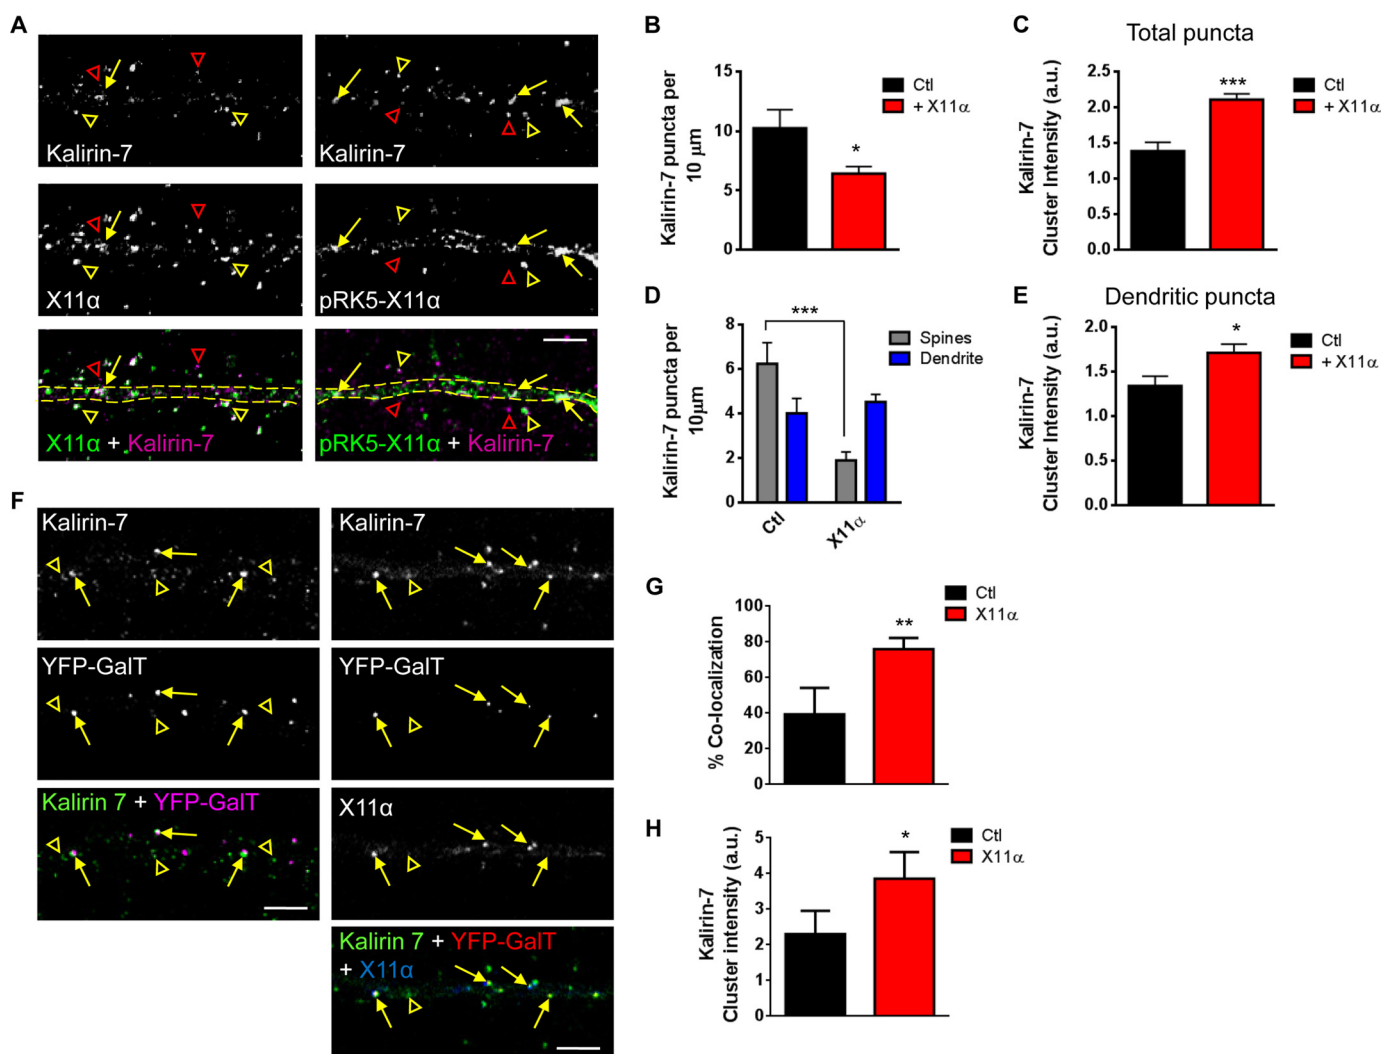 A
Kalirin-7
Kalirin-7
X11α
pRK5-X11α
X11α + Kalirin-7
pRK5-X11α + Kalirin-7
B
Kalirin-7 puncta per
10 µm
15
10
5
0
*
Ctl
+ X11α
C
Total puncta
Kalirin-7
Cluster Intensity (a.u.)
2.5
2.0
1.5
1.0
0.5
0.0
***
Ctl
+ X11α
D
Kalirin-7 puncta per
10µm
8
6
4
2
0
***
Spines
Dendrite
Ctl
X11α
E
Dendritic puncta
Kalirin-7
Cluster Intensity (a.u.)
2.0
1.5
1.0
0.5
0.0
*
Ctl
+ X11α
F
Kalirin-7
Kalirin-7
YFP-GalT
YFP-GalT
Kalirin 7 + YFP-GalT
X11α
Kalirin 7 + YFP-GalT
+ X11α
G
% Co-localization
100
80
60
40
20
0
**
Ctl
X11α
H
Kalirin-7
Cluster intensity (a.u.)
5
4
3
2
1
0
*
Ctl
X11α